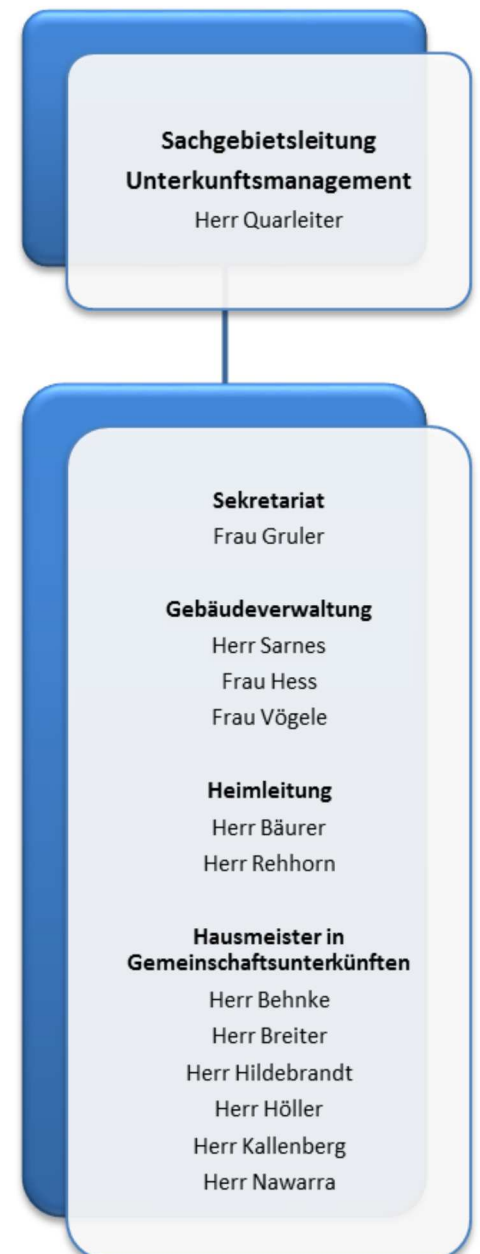 Sachgebietsleitung
Unterkunftsmanagement
Herr Quarleiter
Sekretariat
Frau Gruler
Gebäudeverwaltung
Herr Sarnes
Frau Hess
Frau Vögele
Heimleitung
Herr Bäurer
Herr Rehhorn
Hausmeister in
Gemeinschaftsunterkünften
Herr Behnke
Herr Breiter
Herr Hildebrandt
Herr Höller
Herr Kallenberg
Herr Nawarra